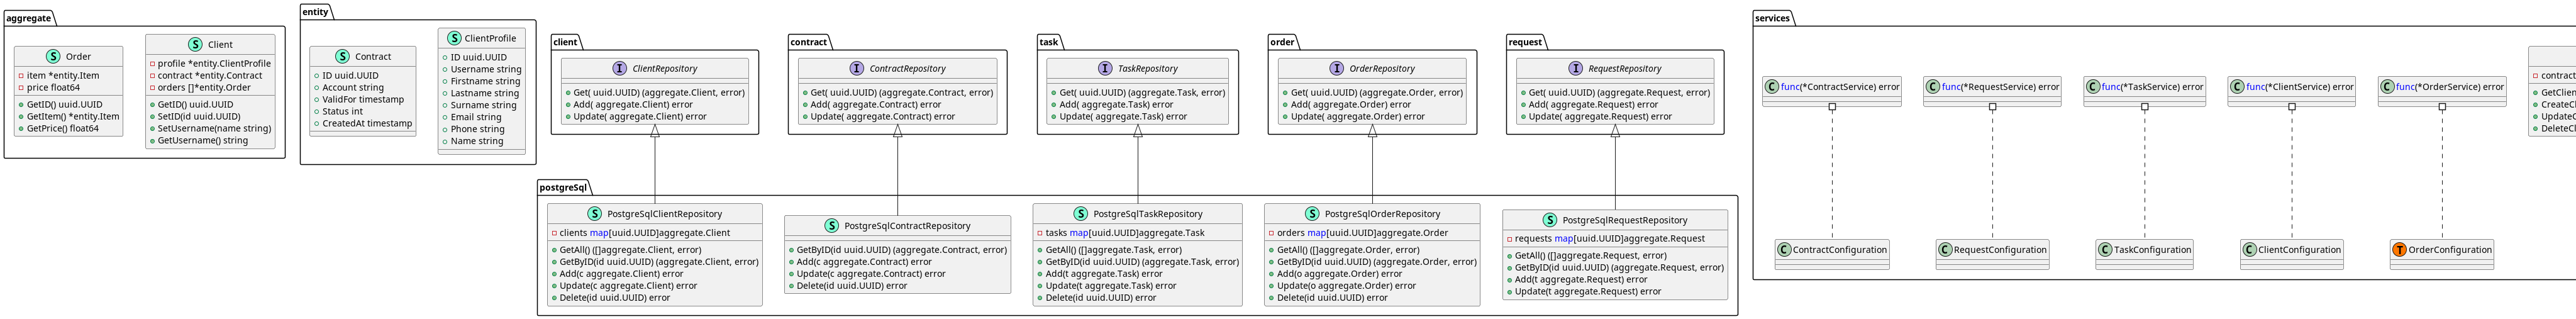 aggregate
S Order
item *entity.Item
price float64
GetID() uuid.UUID
GetItem() *entity.Item
GetPrice() float64
S Client
profile *entity.ClientProfile
contract *entity.Contract
orders []*entity.Order
GetID() uuid.UUID
SetID(id uuid.UUID)
SetUsername(name string)
GetUsername() string
entity
S Contract
ID uuid.UUID
Account string
ValidFor timestamp
Status int
CreatedAt timestamp
S ClientProfile
ID uuid.UUID
Username string
Firstname string
Lastname string
Surname string
Email string
Phone string
Name string
client
I ClientRepository
Get( uuid.UUID) (aggregate.Client, error)
Add( aggregate.Client) error
Update( aggregate.Client) error
contract
I ContractRepository
Get( uuid.UUID) (aggregate.Contract, error)
Add( aggregate.Contract) error
Update( aggregate.Contract) error
task
I TaskRepository
Get( uuid.UUID) (aggregate.Task, error)
Add( aggregate.Task) error
Update( aggregate.Task) error
order
I OrderRepository
Get( uuid.UUID) (aggregate.Order, error)
Add( aggregate.Order) error
Update( aggregate.Order) error
request
I RequestRepository
Get( uuid.UUID) (aggregate.Request, error)
Add( aggregate.Request) error
Update( aggregate.Request) error
postgreSql
S PostgreSqlClientRepository
clients map[uuid.UUID]aggregate.Client
GetAll() ([]aggregate.Client, error)
GetByID(id uuid.UUID) (aggregate.Client, error)
Add(c aggregate.Client) error
Update(c aggregate.Client) error
Delete(id uuid.UUID) error
S PostgreSqlContractRepository
GetByID(id uuid.UUID) (aggregate.Contract, error)
Add(c aggregate.Contract) error
Update(c aggregate.Contract) error
Delete(id uuid.UUID) error
S PostgreSqlTaskRepository
tasks map[uuid.UUID]aggregate.Task
GetAll() ([]aggregate.Task, error)
GetByID(id uuid.UUID) (aggregate.Task, error)
Add(t aggregate.Task) error
Update(t aggregate.Task) error
Delete(id uuid.UUID) error
S PostgreSqlOrderRepository
orders map[uuid.UUID]aggregate.Order
GetAll() ([]aggregate.Order, error)
GetByID(id uuid.UUID) (aggregate.Order, error)
Add(o aggregate.Order) error
Update(o aggregate.Order) error
Delete(id uuid.UUID) error
S PostgreSqlRequestRepository
requests map[uuid.UUID]aggregate.Request
GetAll() ([]aggregate.Request, error)
GetByID(id uuid.UUID) (aggregate.Request, error)
Add(t aggregate.Request) error
Update(t aggregate.Request) error
services
C func(*ContractService) error
C func(*RequestService) error
C func(*TaskService) error
C func(*ClientService) error
C func(*OrderService) error
contract
GetClien
CreateCl
UpdateC
DeleteCl
C ContractConfiguration
C RequestConfiguration
C TaskConfiguration
C ClientConfiguration
T OrderConfiguration